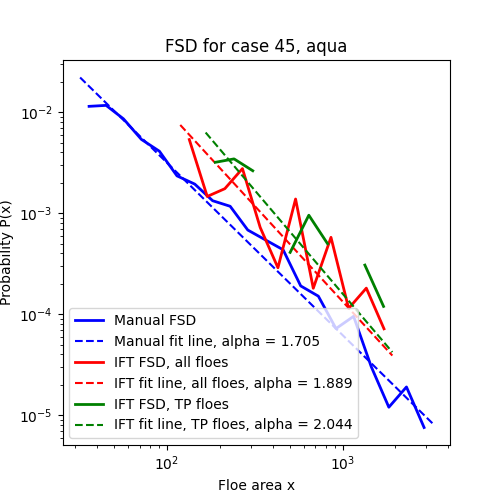 FSD for case 45, aqua
Probability P(x)
10⁻²
10⁻³
10⁻⁴
10⁻⁵
Manual FSD
Manual fit line, alpha = 1.705
IFT FSD, all floes
IFT fit line, all floes, alpha = 1.889
IFT FSD, TP floes
IFT fit line, TP floes, alpha = 2.044
10²
10³
Floe area x